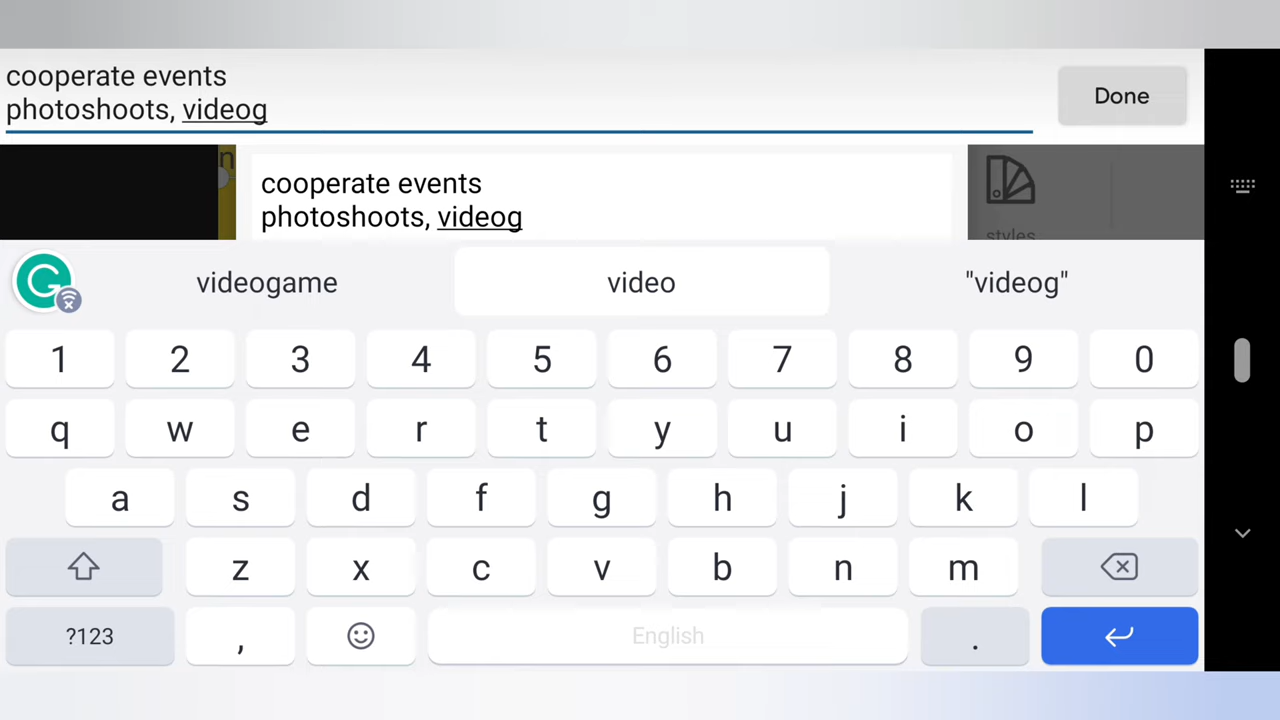 cooperate events
photoshoots, videog
Done
n
cooperate events
photoshoots, videog
styles
videogame video "videog"
1 2 3 4 5 6 7 8 9 0
q w e r t y u i o p
a s d f g h j k l
z x c v b n m
?123 , English .